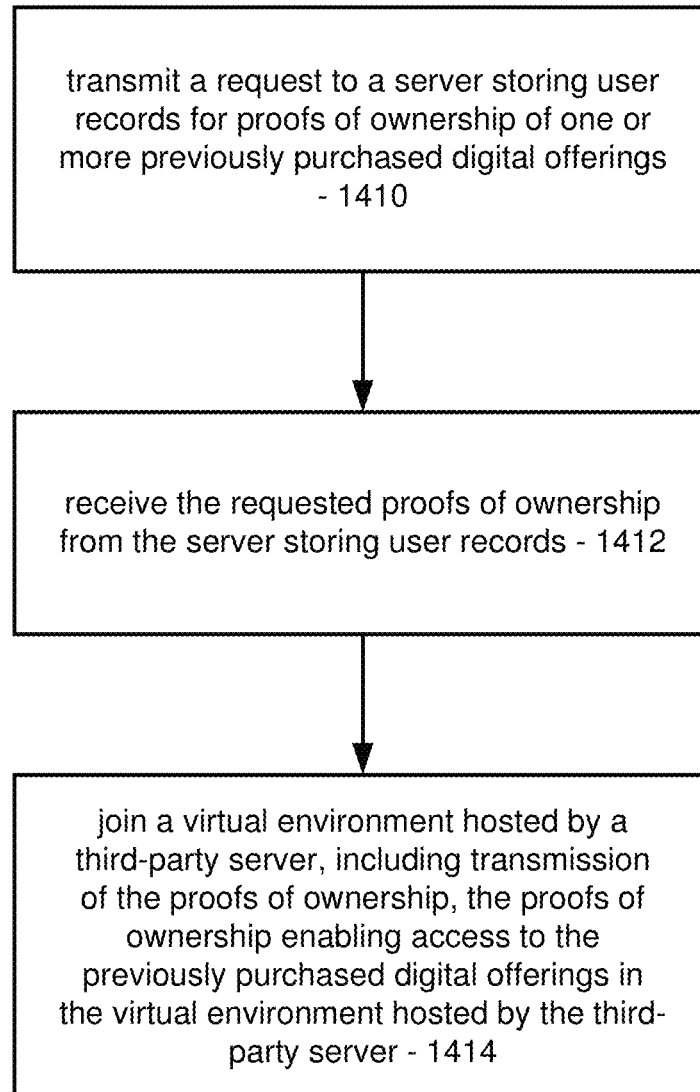 transmit a request to a server storing user
records for proofs of ownership of one or
more previously purchased digital offerings
- 1410
receive the requested proofs of ownership
from the server storing user records - 1412
join a virtual environment hosted by a
third-party server, including transmission
of the proofs of ownership, the proofs of
ownership enabling access to the
previously purchased digital offerings in
the virtual environment hosted by the third-
party server - 1414